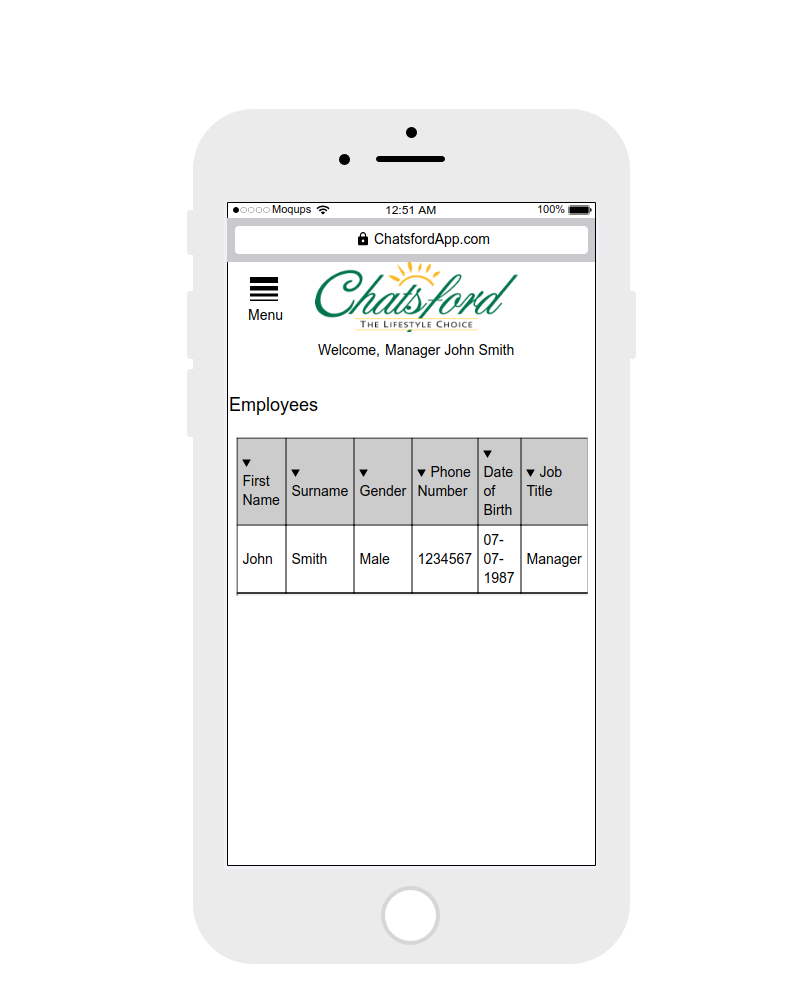 Moqups 12:51 AM 100%
ChatsfordApp.com
Chatsford
THE LIFESTYLE CHOICE
Menu
Welcome, Manager John Smith
Employees
▼ First Name
▼ Surname
▼ Gender
▼ Phone Number
▼ Date of Birth
▼ Job Title
John
Smith
Male
1234567
07-07-1987
Manager